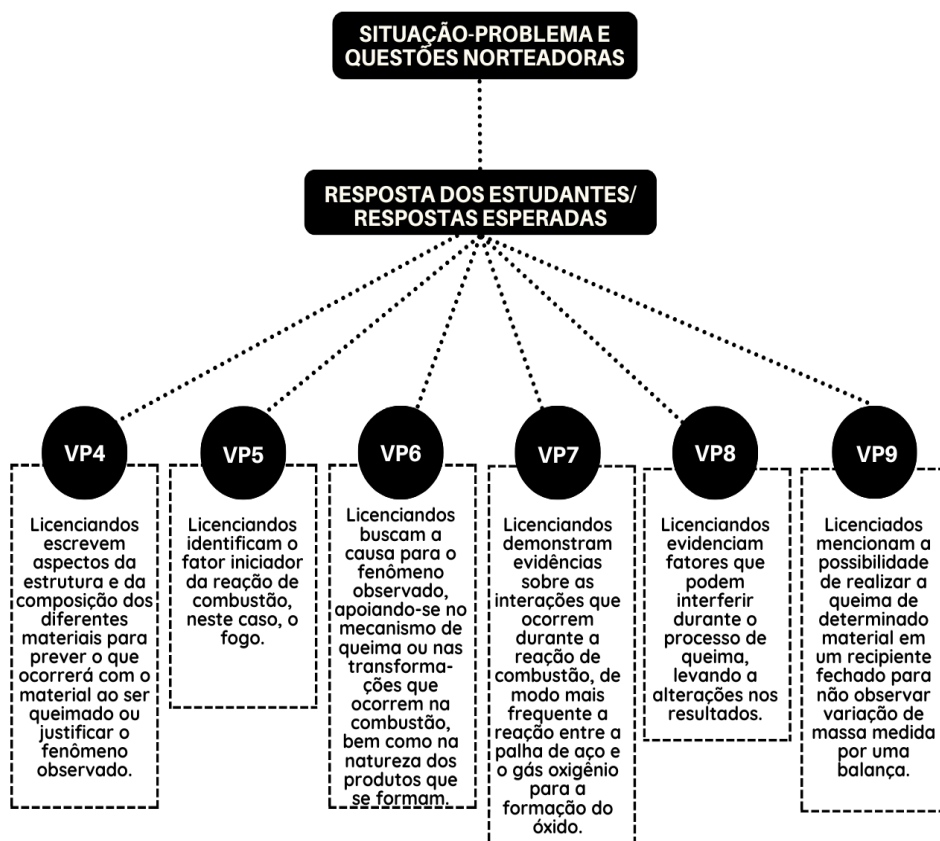 SITUAÇÃO-PROBLEMA E
QUESTÕES NORTEADORAS
RESPOSTA DOS ESTUDANTES/
RESPOSTAS ESPERADAS
VP4
Licenciandos
escrevem
aspectos da
estrutura e da
composição dos
diferentes
materiais para
prever o que
ocorrerá com o
material ao ser
queimado ou
justificar o
fenômeno
observado.
VP5
Licenciandos
identificam o
fator iniciador
da reação de
combustão,
neste caso, o
fogo.
VP6
Licenciandos
buscam a
causa para o
fenômeno
observado,
apoiando-se no
mecanismo de
queima ou nas
transforma-
ções que
ocorrem na
combustão,
bem como na
natureza dos
produtos que
se formam.
VP7
Licenciandos
demonstram
evidências
sobre as
interações que
ocorrem
durante a
reação de
combustão, de
modo mais
frequente a
reação entre a
palha de aço e
o gás oxigênio
para a
formação do
óxido.
VP8
Licenciandos
evidenciam
fatores que
podem
interferir
durante o
processo de
queima,
levando a
alterações nos
resultados.
VP9
Licenciados
mencionam a
possibilidade
de realizar a
queima de
determinado
material em
um recipiente
fechado para
não observar
variação de
massa medida
por uma
balança.